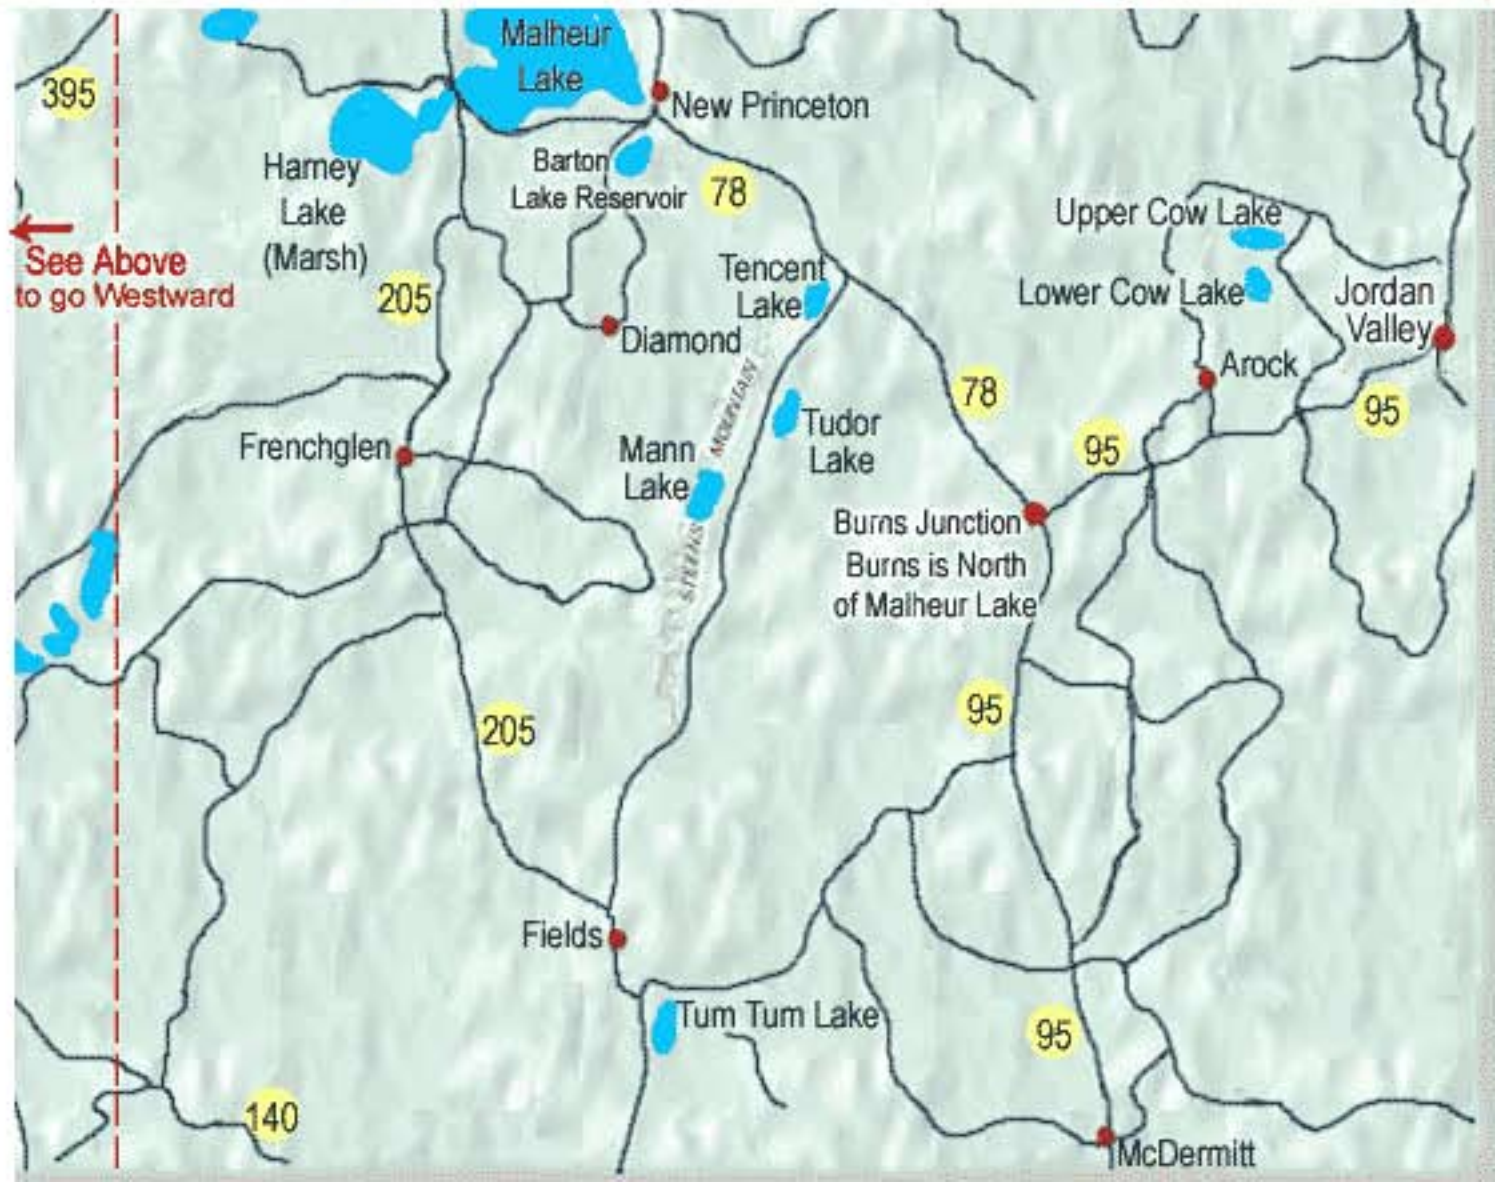 Malheur
Lake
395
New Princeton
Harney
Lake
(Marsh)
Barton
Lake Reservoir
78
Upper Cow Lake
See Above
to go Westward
205
Tencent
Lake
Lower Cow Lake
Jordan
Valley
Diamond
Arock
MOUNTAIN
78
95
Frenchglen
Mann
Lake
Tudor
Lake
95
STEENS
Burns Junction
Burns is North
of Malheur Lake
205
95
Fields
Tum Tum Lake
95
140
McDermitt